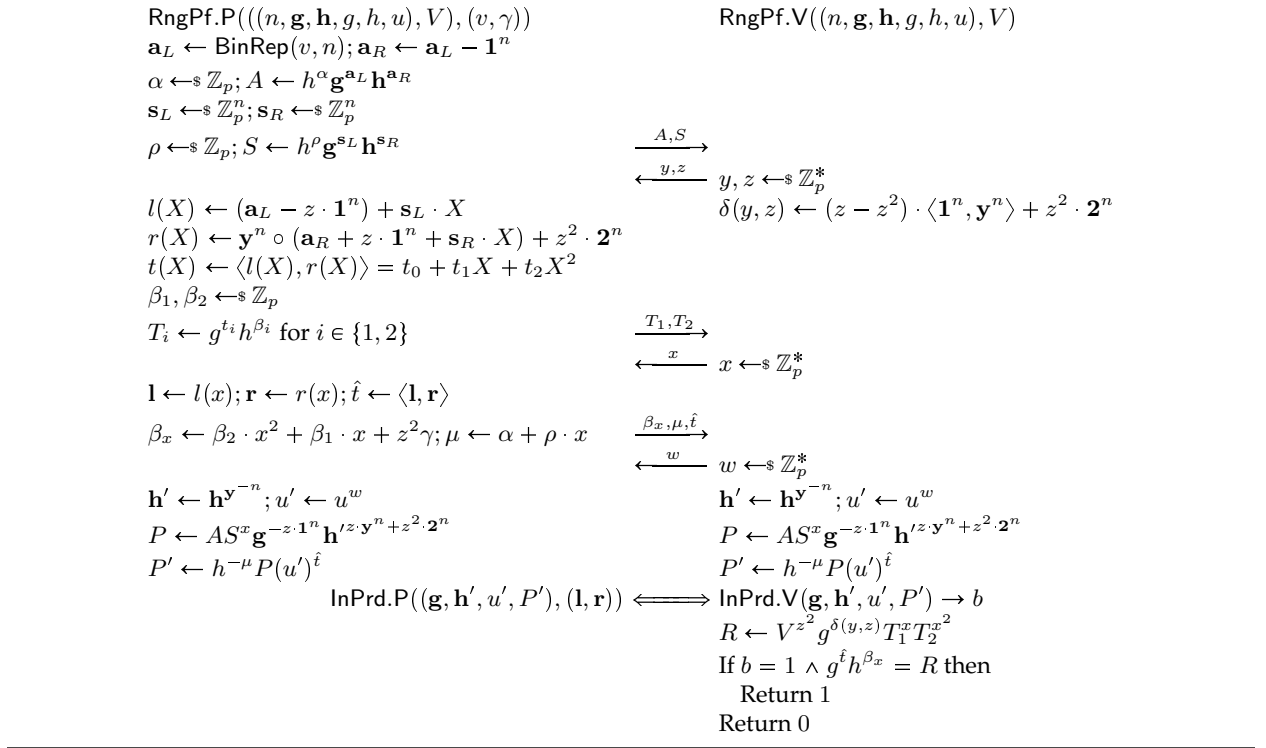 RngPf.P(((n, g, h, g, h, u), V), (v, γ)) RngPf.V((n, g, h, g, h, u), V)
a_L ← BinRep(v, n); a_R ← a_L − 1^n
α ←$ ℤ_p; A ← h^α g^{a_L} h^{a_R}
s_L ←$ ℤ_p^n; s_R ←$ ℤ_p^n
ρ ←$ ℤ_p; S ← h^ρ g^{s_L} h^{s_R} A,S
y,z y, z ←$ ℤ_p^*
l(X) ← (a_L − z · 1^n) + s_L · X δ(y, z) ← (z − z^2) · ⟨1^n, y^n⟩ + z^2 · 2^n
r(X) ← y^n ∘ (a_R + z · 1^n + s_R · X) + z^2 · 2^n
t(X) ← ⟨l(X), r(X)⟩ = t_0 + t_1X + t_2X^2
β_1, β_2 ←$ ℤ_p
T_i ← g^{t_i} h^{β_i} for i ∈ {1, 2} T_1,T_2
x x ←$ ℤ_p^*
l ← l(x); r ← r(x); t̂ ← ⟨l, r⟩
β_x ← β_2 · x^2 + β_1 · x + z^2γ; μ ← α + ρ · x β_x,μ,t̂
w w ←$ ℤ_p^*
h′ ← h^{y^{−n}}; u′ ← u^w h′ ← h^{y^{−n}}; u′ ← u^w
P ← AS^x g^{−z·1^n} h′^{z·y^n+z^2·2^n} P ← AS^x g^{−z·1^n} h′^{z·y^n+z^2·2^n}
P′ ← h^{−μ}P(u′)^{t̂} P′ ← h^{−μ}P(u′)^{t̂}
InPrd.P((g, h′, u′, P′), (l, r)) ⟺ InPrd.V(g, h′, u′, P′) → b
R ← V^{z^2} g^{δ(y,z)} T_1^x T_2^{x^2}
If b = 1 ∧ g^{t̂}h^{β_x} = R then
Return 1
Return 0